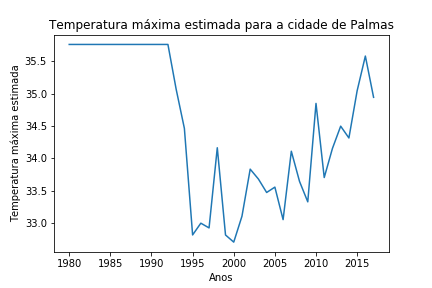 Temperatura máxima estimada para a cidade de Palmas
Temperatura máxima estimada
35.5
35.0
34.5
34.0
33.5
33.0
1980 1985 1990 1995 2000 2005 2010 2015
Anos